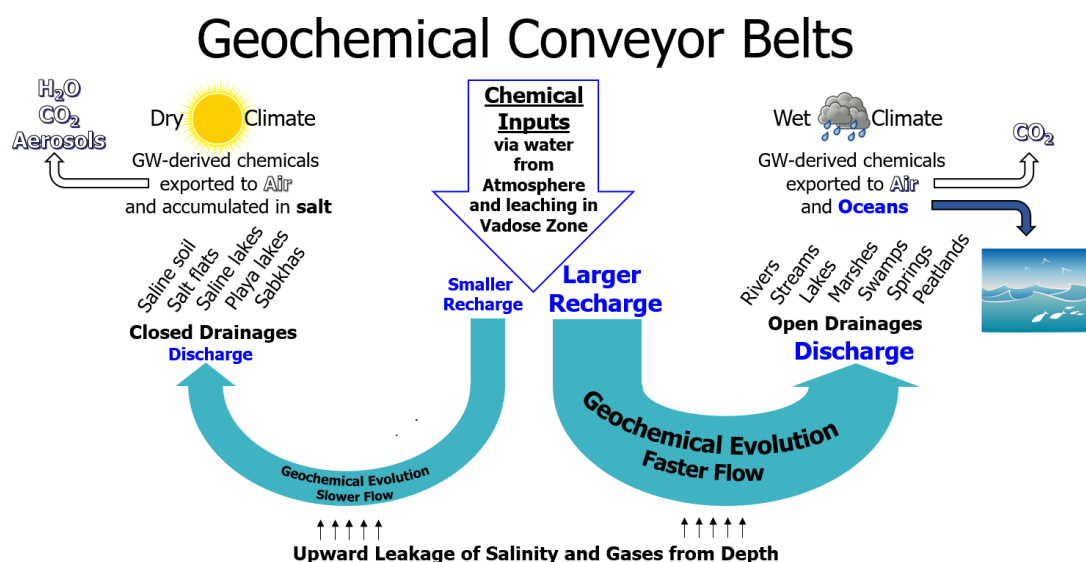 Geochemical Conveyor Belts
H₂O
CO₂
Aerosols
Dry Climate
GW-derived chemicals
exported to Air
and accumulated in salt
Saline soil
Salt flats
Saline lakes
Playa lakes
Sabkhas
Closed Drainages
Discharge
Chemical
Inputs
via water
from
Atmosphere
and leaching in
Vadose Zone
Smaller
Recharge
Larger
Recharge
Wet Climate
CO₂
GW-derived chemicals
exported to Air
and Oceans
Rivers
Streams
Lakes
Marshes
Swamps
Springs
Peatlands
Open Drainages
Discharge
Geochemical Evolution
Slower Flow
Geochemical Evolution
Faster Flow
Upward Leakage of Salinity and Gases from Depth